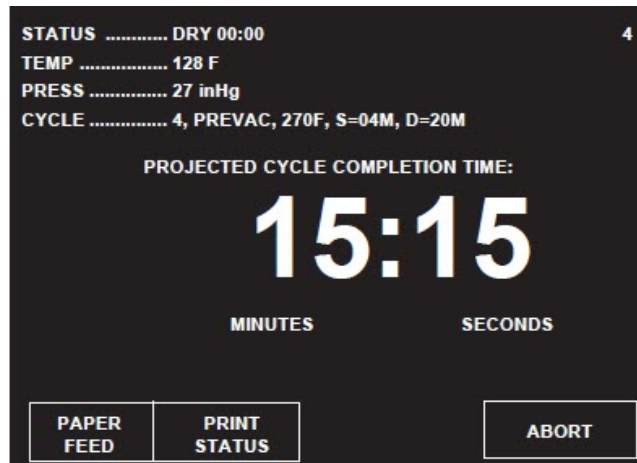 STATUS ............ DRY 00:00 4
TEMP ................. 128 F
PRESS ............... 27 inHg
CYCLE ............... 4, PREVAC, 270F, S=04M, D=20M
PROJECTED CYCLE COMPLETION TIME:
15:15
MINUTES SECONDS
PAPER FEED PRINT STATUS ABORT